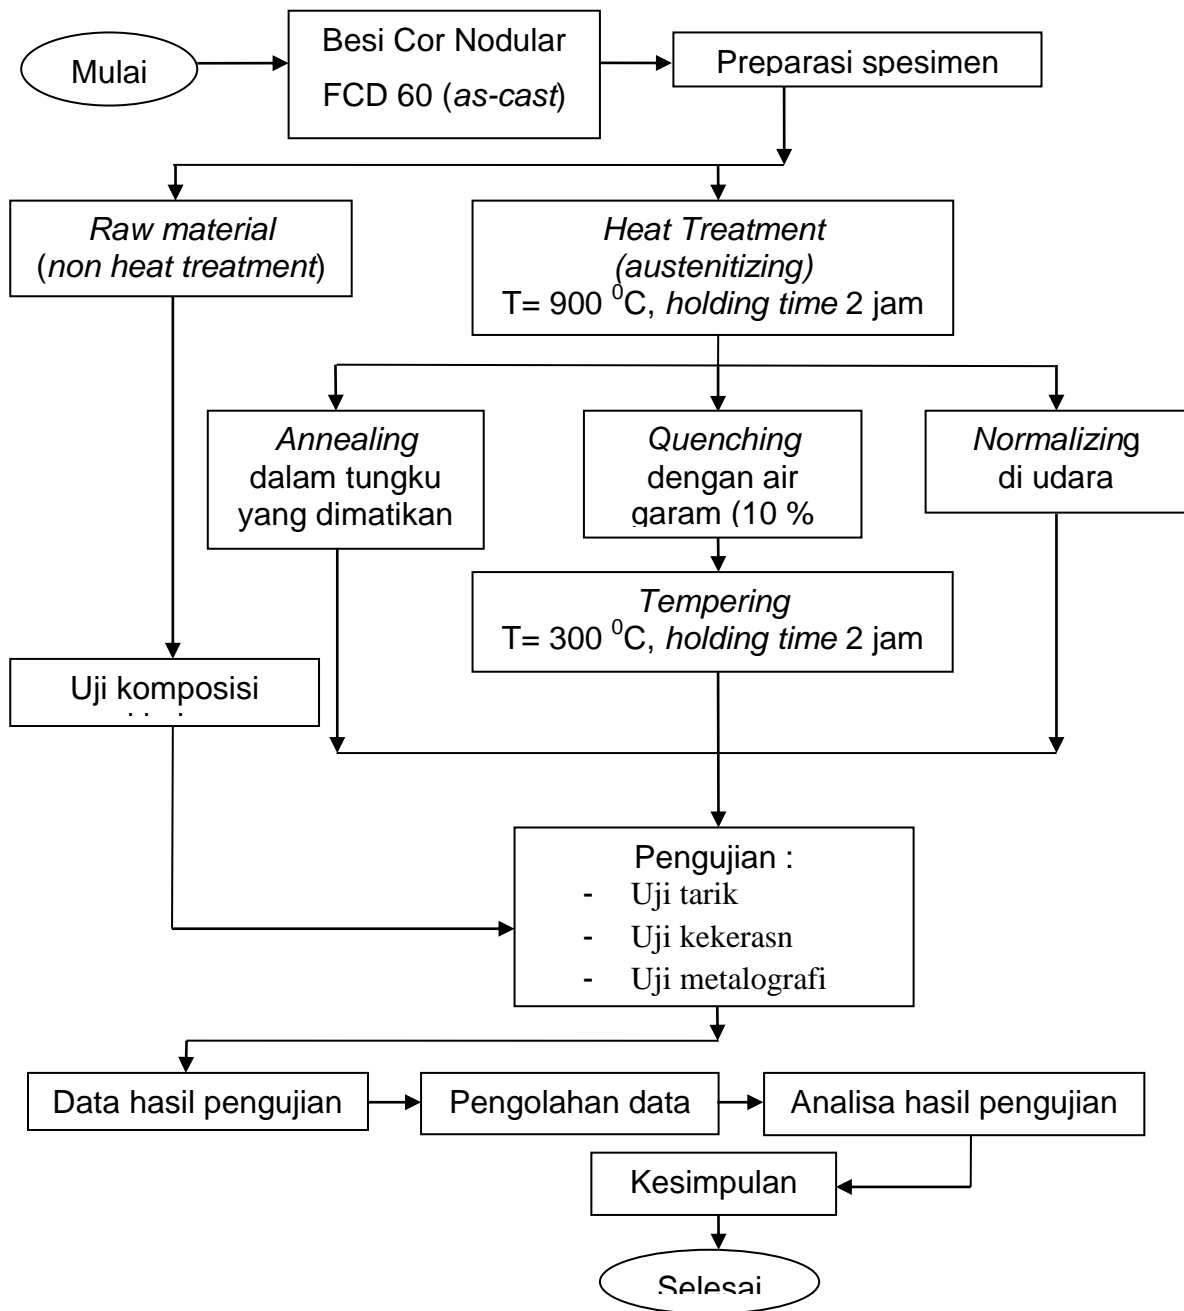 Mulai
Besi Cor Nodular
FCD 60 (as-cast)
Preparasi spesimen
Raw material
(non heat treatment)
Heat Treatment
(austenitizing)
T= 900 ⁰C, holding time 2 jam
Annealing
dalam tungku
yang dimatikan
Quenching
dengan air
garam (10 %
Normalizing
di udara
Tempering
T= 300 ⁰C, holding time 2 jam
Uji komposisi
Pengujian :
- Uji tarik
- Uji kekerasn
- Uji metalografi
Data hasil pengujian
Pengolahan data
Analisa hasil pengujian
Kesimpulan
Selesai